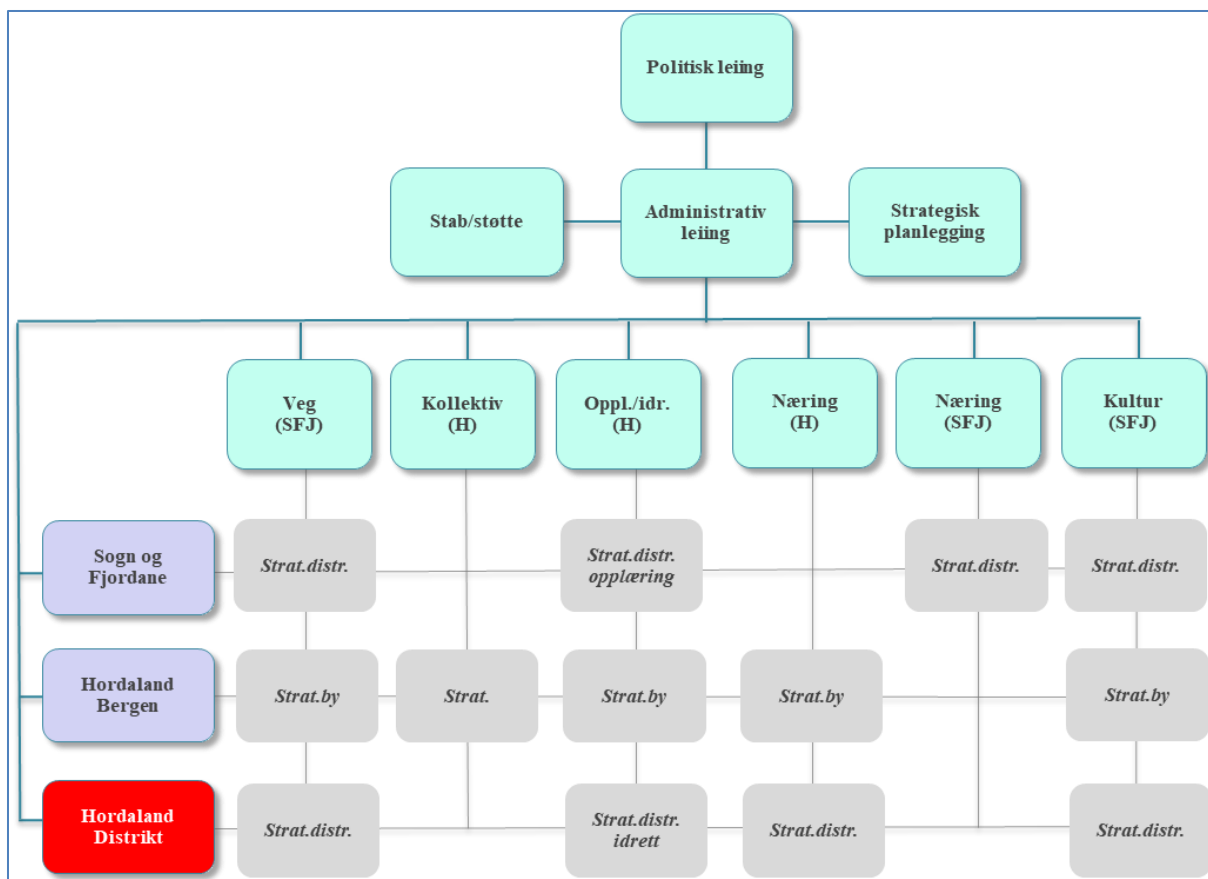 Politisk leiing
Stab/støtte
Administrativ
leiing
Strategisk
planlegging
Veg
(SFJ)
Kollektiv
(H)
Oppl./idr.
(H)
Næring
(H)
Næring
(SFJ)
Kultur
(SFJ)
Sogn og
Fjordane
Strat.distr.
Strat.distr.
opplæring
Strat.distr.
Strat.distr.
Hordaland
Bergen
Strat.by
Strat.
Strat.by
Strat.by
Strat.by
Hordaland
Distrikt
Strat.distr.
Strat.distr.
idrett
Strat.distr.
Strat.distr.